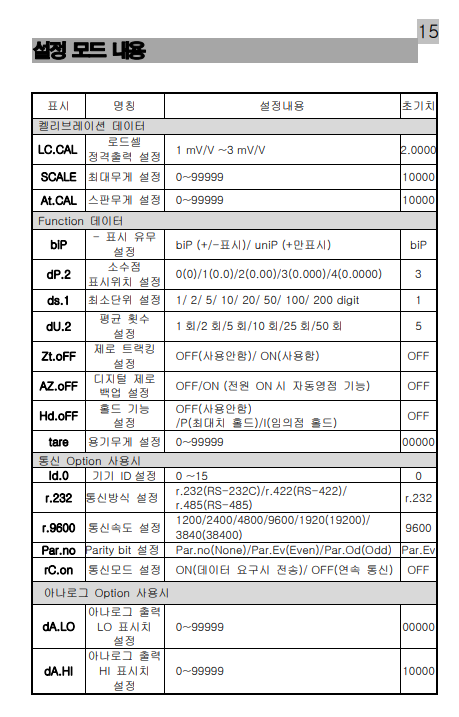 15
설정 모드 내용
표시 명칭 설정내용 초기치
켈리브레이션 데이터
LC.CAL 로드셀 정격출력 설정 1 mV/V ~3 mV/V 2.0000
SCALE 최대무게 설정 0~99999 10000
At.CAL 스판무게 설정 0~99999 10000
Function 데이터
biP - 표시 유무 설정 biP (+/-표시)/ uniP (+만표시) biP
dP.2 소수점 표시위치 설정 0(0)/1(0.0)/2(0.00)/3(0.000)/4(0.0000) 3
ds.1 최소단위 설정 1/ 2/ 5/ 10/ 20/ 50/ 100/ 200 digit 1
dU.2 평균 횟수 설정 1 회/2 회/5 회/10 회/25 회/50 회 5
Zt.oFF 제로 트랙킹 설정 OFF(사용안함)/ ON(사용함) OFF
AZ.oFF 디지털 제로 백업 설정 OFF/ON (전원 ON 시 자동영점 기능) OFF
Hd.oFF 홀드 기능 설정 OFF(사용안함) /P(최대치 홀드)/I(임의점 홀드) OFF
tare 용기무게 설정 0~99999 00000
통신 Option 사용시
Id.0 기기 ID 설정 0 ~15 0
r.232 통신방식 설정 r.232(RS-232C)/r.422(RS-422)/ r.485(RS-485) r.232
r.9600 통신속도 설정 1200/2400/4800/9600/1920(19200)/ 3840(38400) 9600
Par.no Parity bit 설정 Par.no(None)/Par.Ev(Even)/Par.Od(Odd) Par.Ev
rC.on 통신모드 설정 ON(데이터 요구시 전송)/ OFF(연속 통신) OFF
아나로그 Option 사용시
dA.LO 아나로그 출력 LO 표시치 설정 0~99999 00000
dA.HI 아나로그 출력 HI 표시치 설정 0~99999 10000